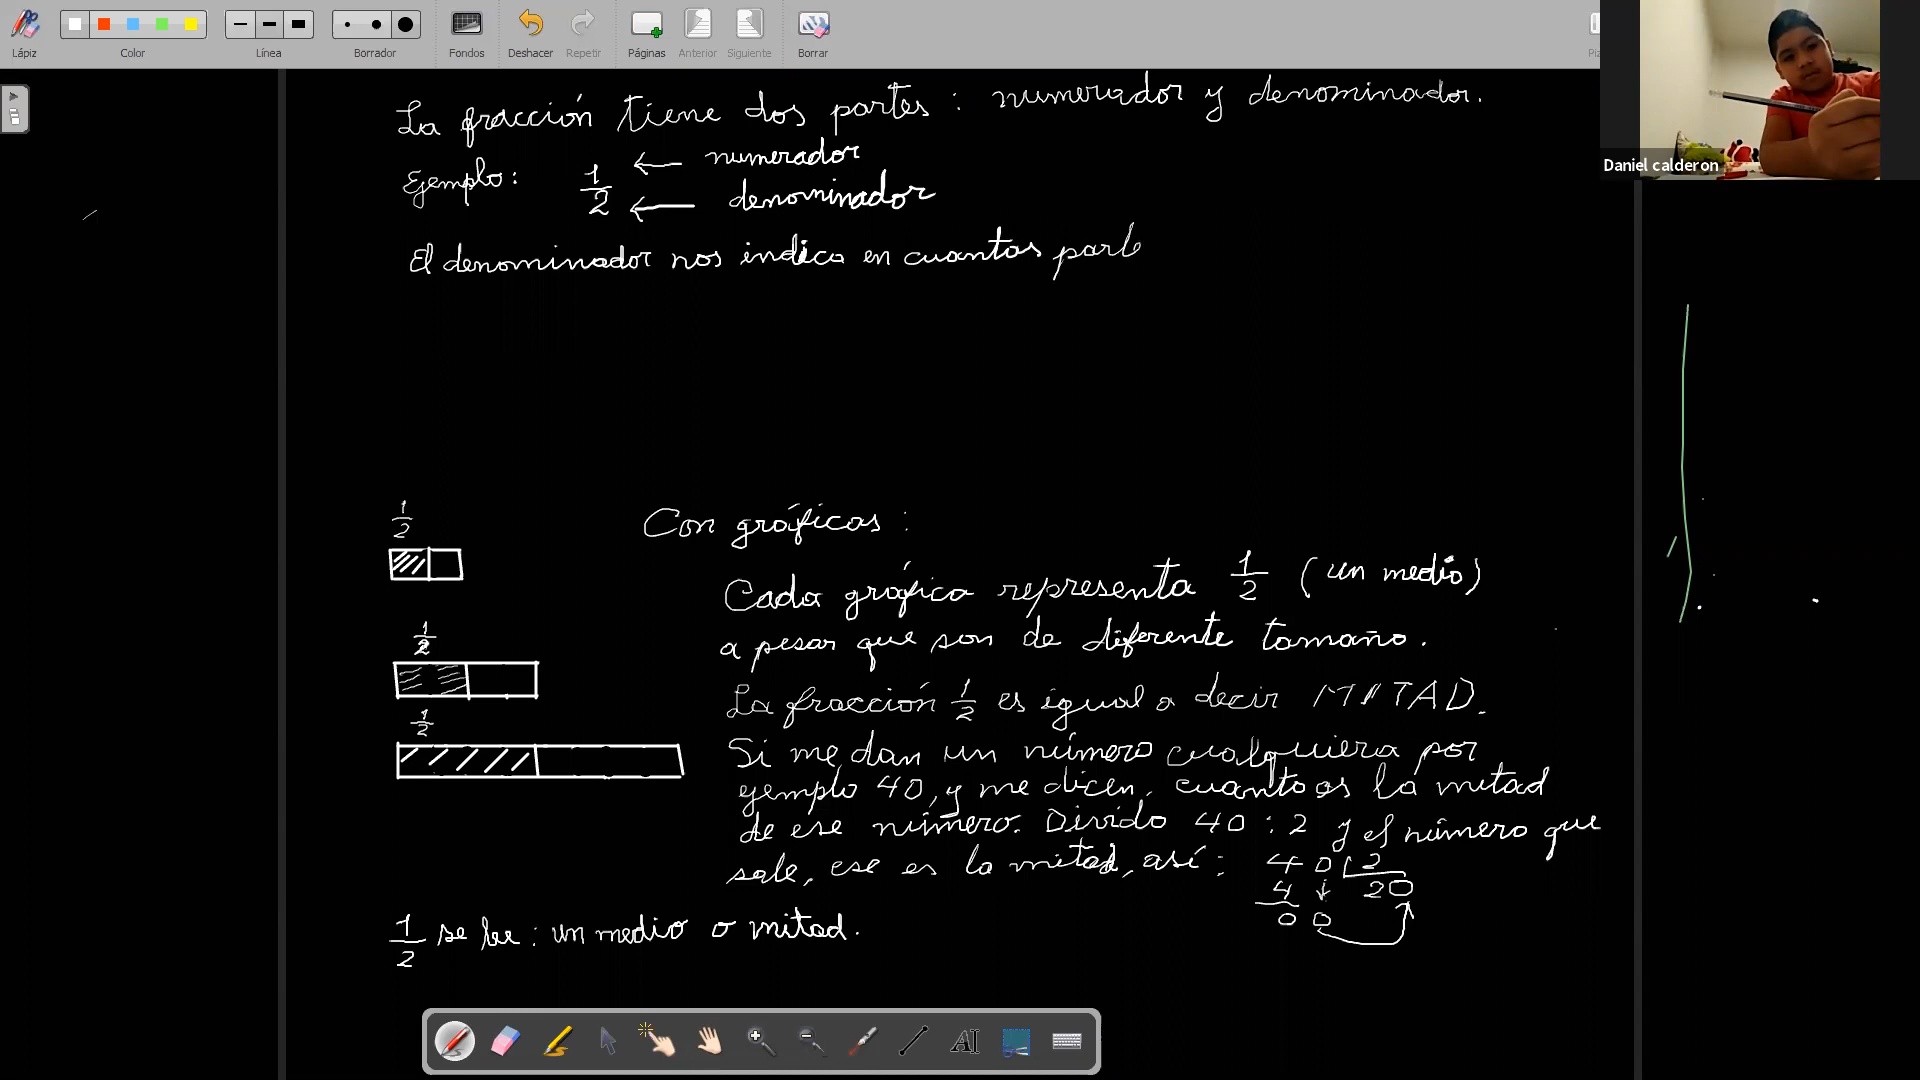 Lápiz Color Línea Borrador Fondos Deshacer Repetir Páginas Anterior Siguiente Borrar
Daniel calderon
La fracción tiene dos partes : numerador y denominador.
Ejemplo: 1/2 ← numerador
← denominador
El denominador nos indica en cuantas parte
1/2
Con gráficas :
Cada gráfica representa 1/2 (un medio)
a pesar que son de diferente tamaño.
1/2
La fracción 1/2 es igual a decir MITAD.
1/2
Si me dan un número cualquiera por
ejemplo 40, y me dicen, cuanto es la mitad
de ese número. Divido 40 : 2 y el número que
sale, ese es la mitad, así : 40 2
4 20
0 0
1/2 se lee : un medio o mitad.
AI